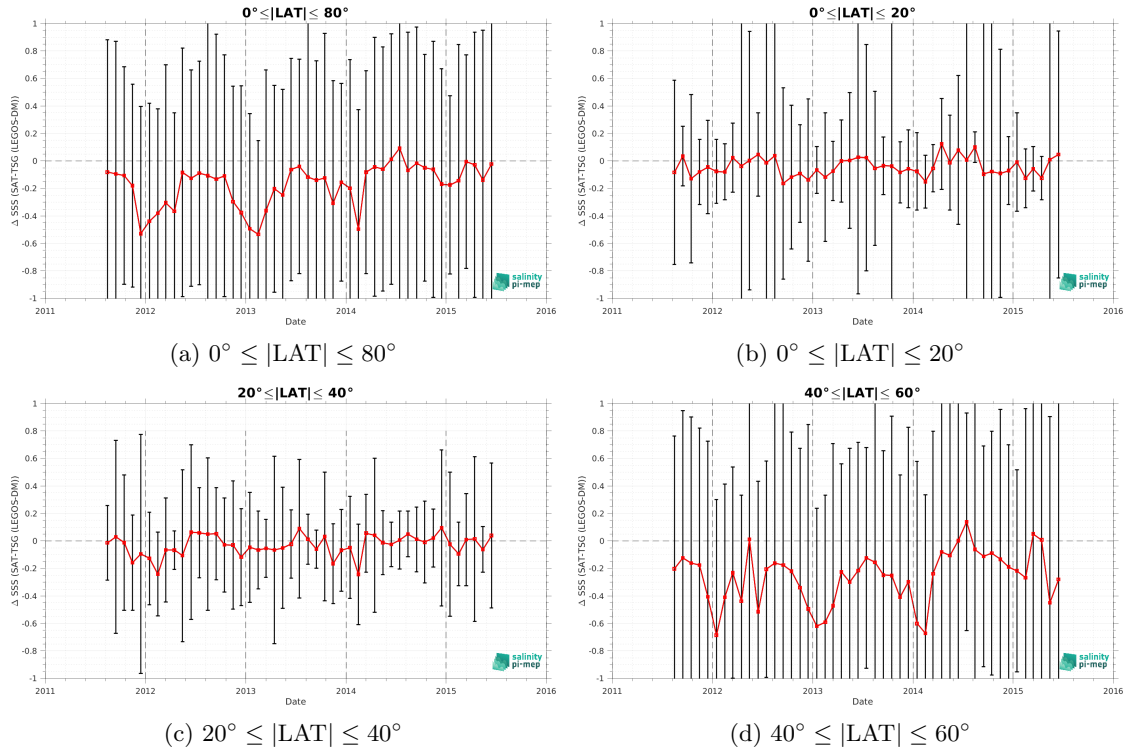 0°≤|LAT|≤ 80°
Δ SSS (SAT-TSG (LEGOS-DM))
1
0.8
0.6
0.4
0.2
0
-0.2
-0.4
-0.6
-0.8
-1
2011
2012
2013
2014
2015
2016
Date
salinity
pi-mep
(a) 0° ≤ |LAT| ≤ 80°
0°≤|LAT|≤ 20°
Δ SSS (SAT-TSG (LEGOS-DM))
1
0.8
0.6
0.4
0.2
0
-0.2
-0.4
-0.6
-0.8
-1
2011
2012
2013
2014
2015
2016
Date
salinity
pi-mep
(b) 0° ≤ |LAT| ≤ 20°
20°≤|LAT|≤ 40°
Δ SSS (SAT-TSG (LEGOS-DM))
1
0.8
0.6
0.4
0.2
0
-0.2
-0.4
-0.6
-0.8
-1
2011
2012
2013
2014
2015
2016
Date
salinity
pi-mep
(c) 20° ≤ |LAT| ≤ 40°
40°≤|LAT|≤ 60°
Δ SSS (SAT-TSG (LEGOS-DM))
1
0.8
0.6
0.4
0.2
0
-0.2
-0.4
-0.6
-0.8
-1
2011
2012
2013
2014
2015
2016
Date
salinity
pi-mep
(d) 40° ≤ |LAT| ≤ 60°